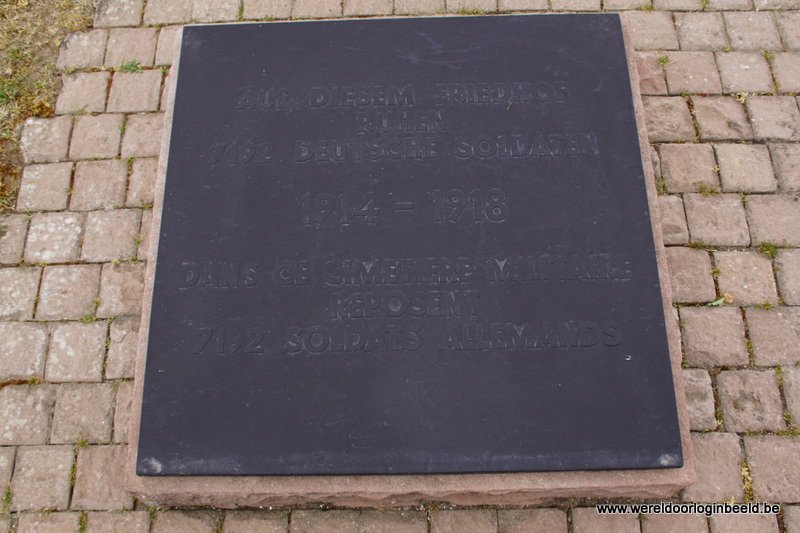 AUF DIESEM FRIEDHOF
RUHEN
7192 DEUTSCHE SOLDATEN
1914 - 1918
DANS CE CIMETIERE MILITAIRE
REPOSENT
7192 SOLDATS ALLEMANDS
www.wereldoorloginbeeld.be